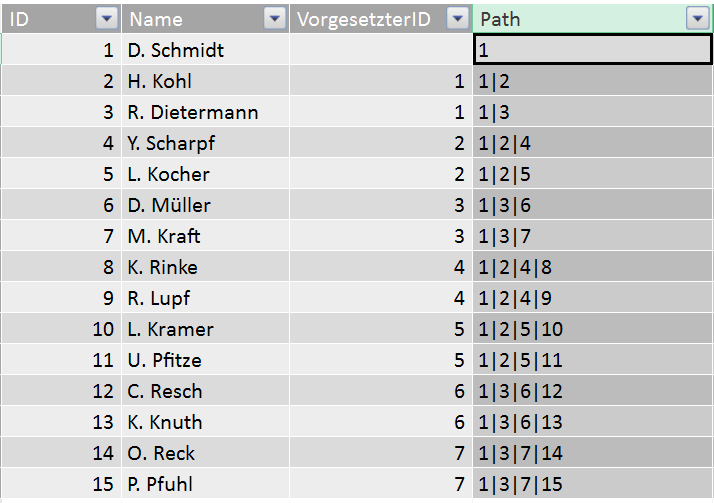 ID Name VorgesetzterID Path
1 D. Schmidt 1
2 H. Kohl 1 1|2
3 R. Dietermann 1 1|3
4 Y. Scharpf 2 1|2|4
5 L. Kocher 2 1|2|5
6 D. Müller 3 1|3|6
7 M. Kraft 3 1|3|7
8 K. Rinke 4 1|2|4|8
9 R. Lupf 4 1|2|4|9
10 L. Kramer 5 1|2|5|10
11 U. Pfitze 5 1|2|5|11
12 C. Resch 6 1|3|6|12
13 K. Knuth 6 1|3|6|13
14 O. Reck 7 1|3|7|14
15 P. Pfuhl 7 1|3|7|15